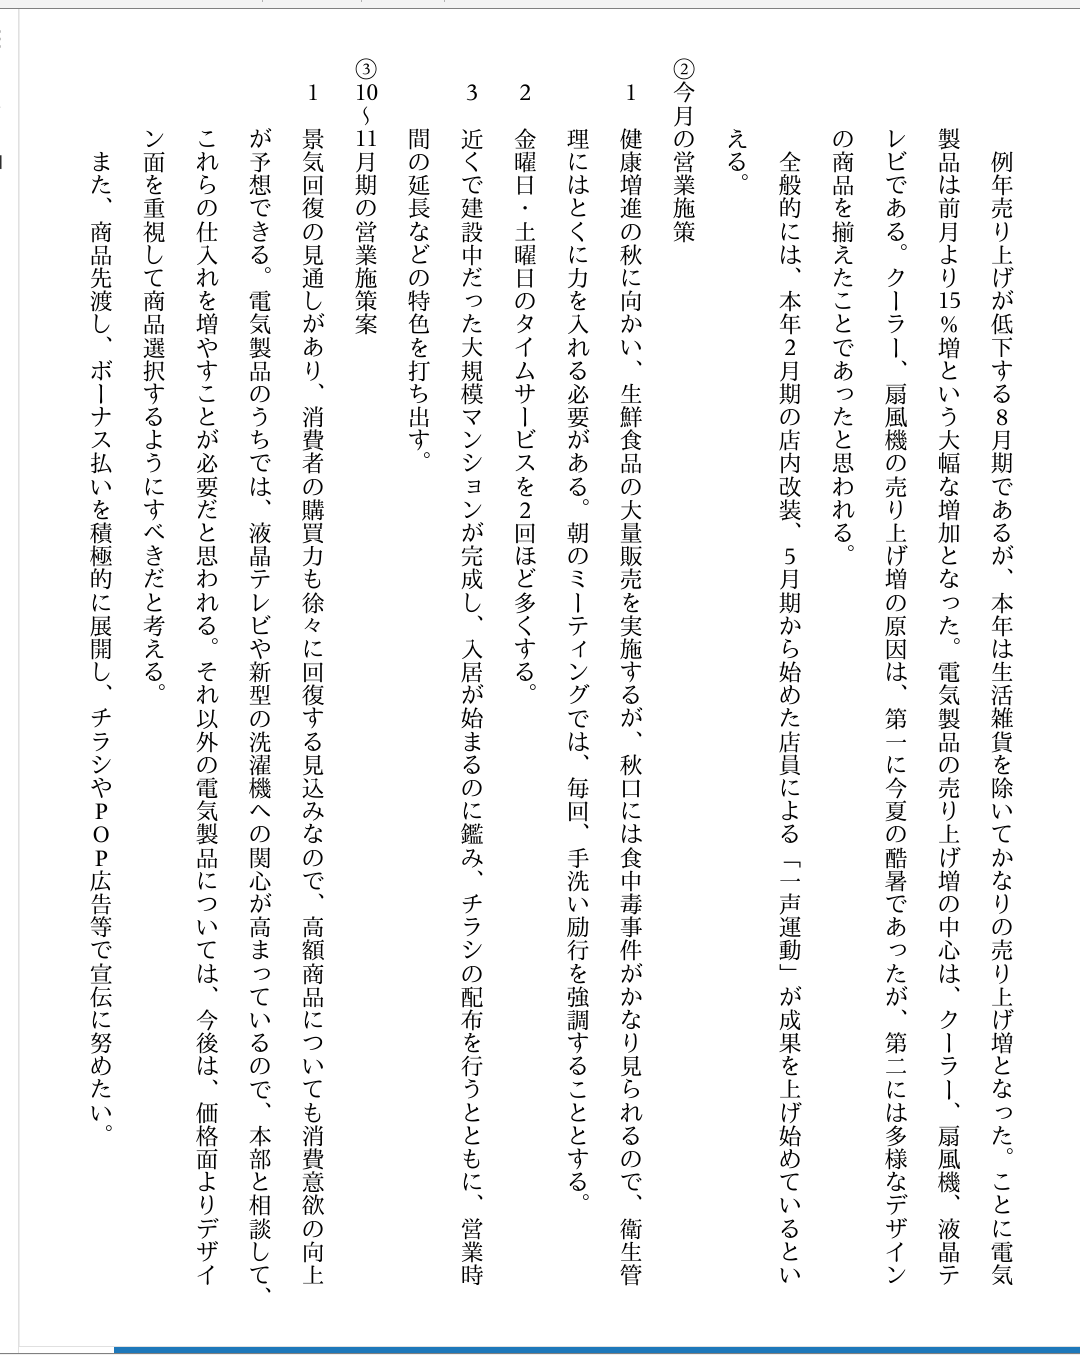 例年売り上げが低下する8月期であるが、本年は生活雑貨を除いてかなりの売り上げ増となった。ことに電気
製品は前月より15%増という大幅な増加となった。電気製品の売り上げ増の中心は、クーラー、扇風機、液晶テ
レビである。クーラー、扇風機の売り上げ増の原因は、第一に今夏の酷暑であったが、第二には多様なデザイン
の商品を揃えたことであったと思われる。
全般的には、本年2月期の店内改装、5月期から始めた店員による「一声運動」が成果を上げ始めているとい
える。
②今月の営業施策
1 健康増進の秋に向かい、生鮮食品の大量販売を実施するが、秋口には食中毒事件がかなり見られるので、衛生管
理にはとくに力を入れる必要がある。朝のミーティングでは、毎回、手洗い励行を強調することとする。
2 金曜日・土曜日のタイムサービスを2回ほど多くする。
3 近くで建設中だった大規模マンションが完成し、入居が始まるのに鑑み、チラシの配布を行うとともに、営業時
間の延長などの特色を打ち出す。
③10〜11月期の営業施策案
1 景気回復の見通しがあり、消費者の購買力も徐々に回復する見込みなので、高額商品についても消費意欲の向上
が予想できる。電気製品のうちでは、液晶テレビや新型の洗濯機への関心が高まっているので、本部と相談して、
これらの仕入れを増やすことが必要だと思われる。それ以外の電気製品については、今後は、価格面よりデザイ
ン面を重視して商品選択するようにすべきだと考える。
また、商品先渡し、ボーナス払いを積極的に展開し、チラシやPOP広告等で宣伝に努めたい。